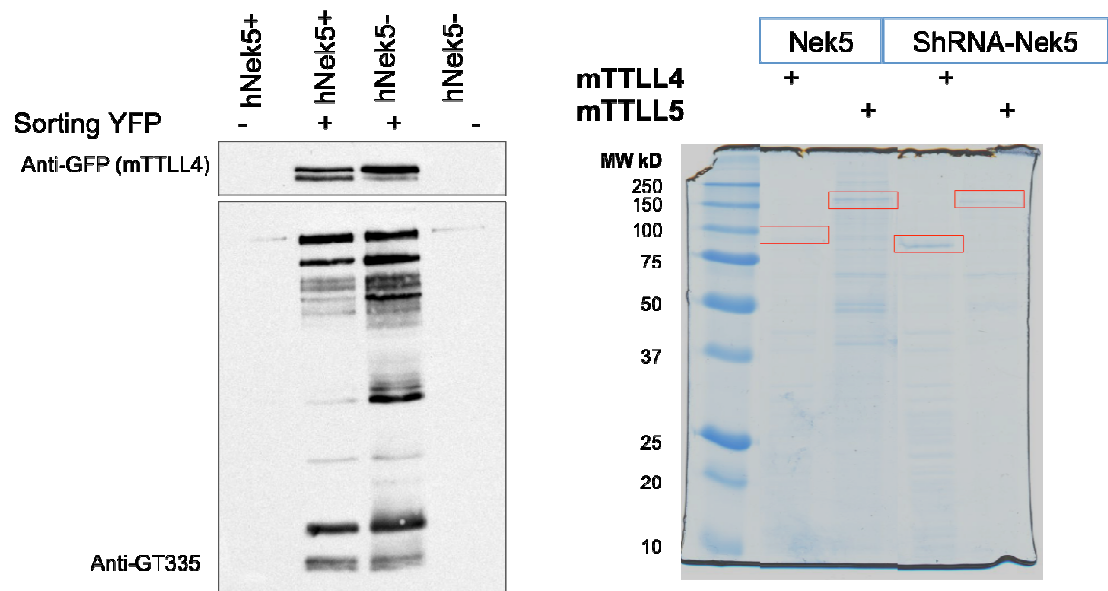 hNek5+ hNek5+ hNek5- hNek5-
Sorting YFP - + + -
Anti-GFP (mTTLL4)
Anti-GT335
Nek5 ShRNA-Nek5
mTTLL4 + +
mTTLL5 + +
MW kD
250
150
100
75
50
37
25
20
10